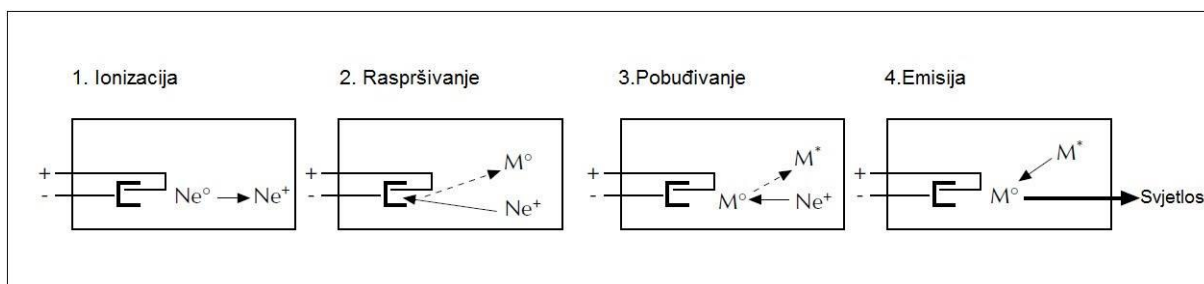 1. Ionizacija
2. Raspršivanje
3.Pobuđivanje
4.Emisija
+
-
Ne° Ne⁺
+
-
M°
Ne⁺
+
-
M*
M° Ne⁺
+
-
M*
M°
Svjetlos